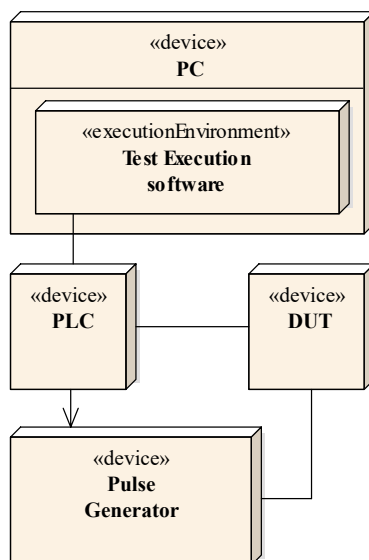 «device»
PC
«executionEnvironment»
Test Execution
software
«device»
PLC
«device»
DUT
«device»
Pulse
Generator